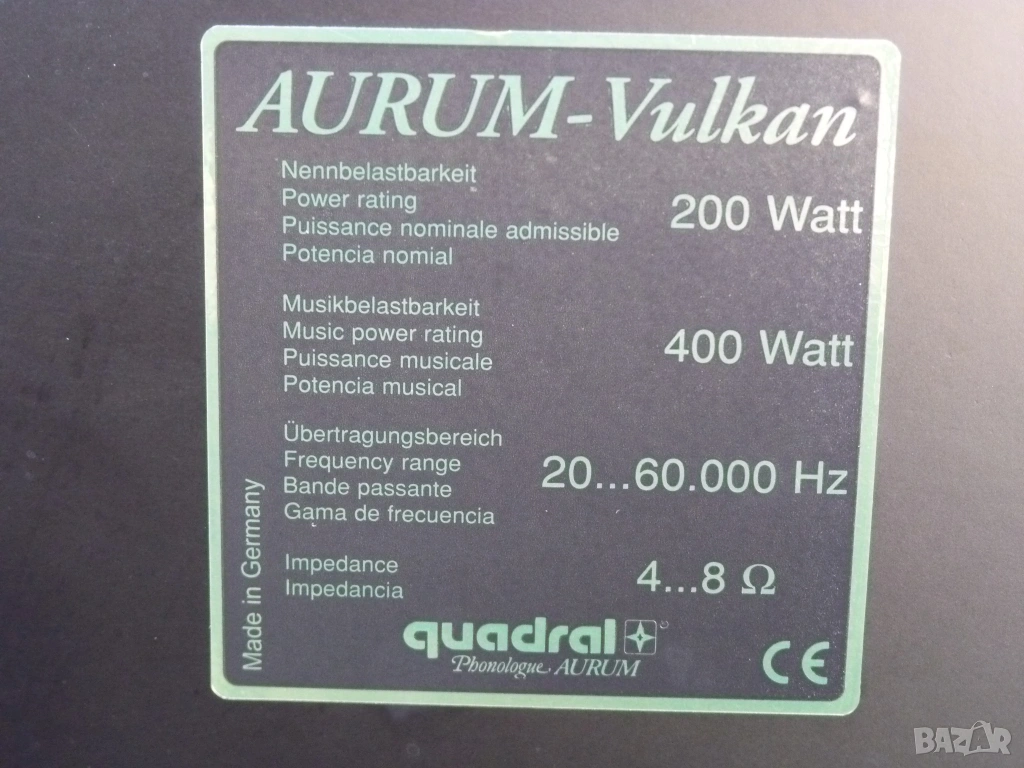 AURUM-Vulkan
Nennbelastbarkeit
Power rating
Puissance nominale admissible
Potencia nomial
200 Watt
Musikbelastbarkeit
Music power rating
Puissance musicale
Potencia musical
400 Watt
Übertragungsbereich
Frequency range
Bande passante
Gama de frecuencia
20...60.000 Hz
Impedance
Impedancia
4...8 Ω
Made in Germany
quadral
Phonologue AURUM
CE
BAZAR